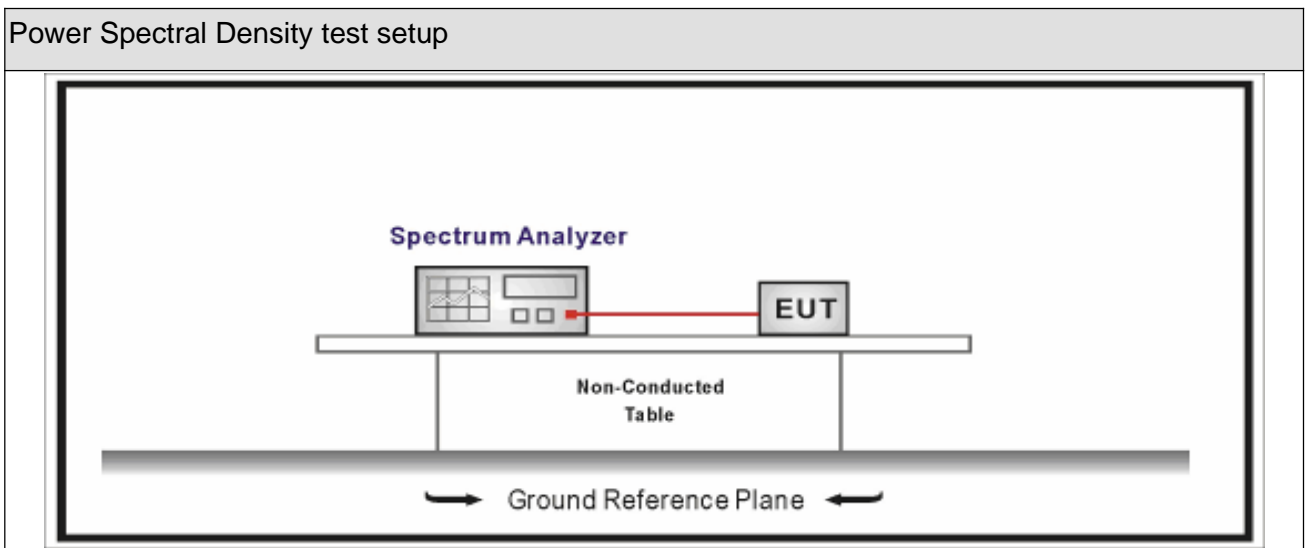 Power Spectral Density test setup
Spectrum Analyzer
EUT
Non-Conducted
Table
Ground Reference Plane